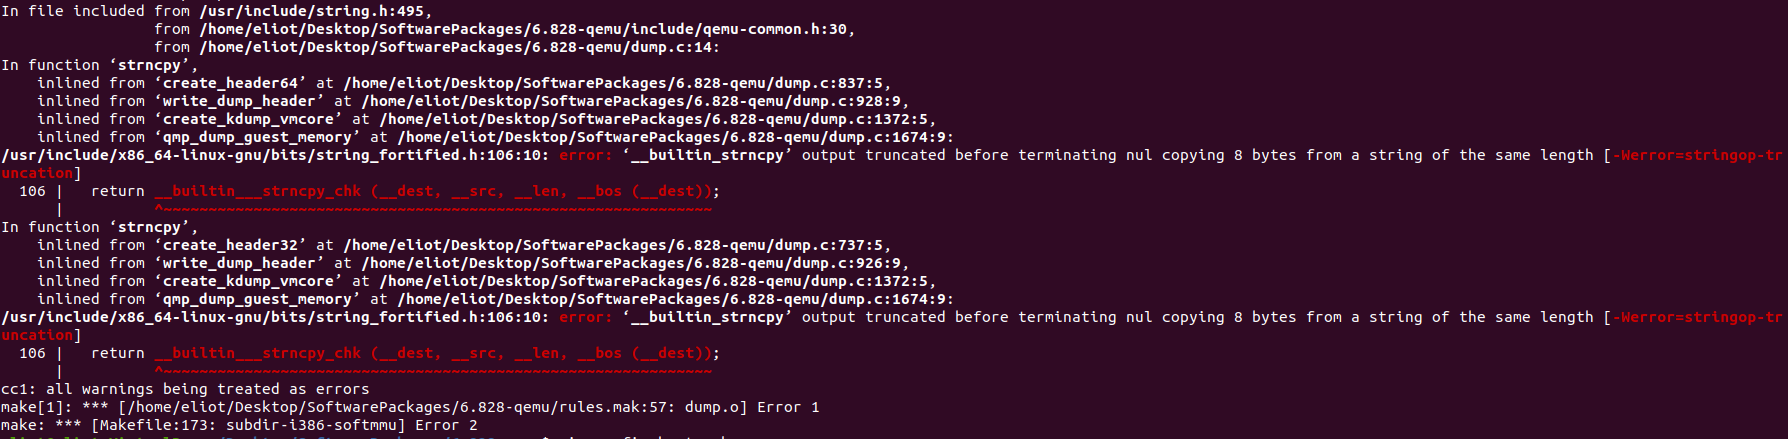 In file included from /usr/include/string.h:495,
                 from /home/eliot/Desktop/SoftwarePackages/6.828-qemu/include/qemu-common.h:30,
                 from /home/eliot/Desktop/SoftwarePackages/6.828-qemu/dump.c:14:
In function ‘strncpy’,
    inlined from ‘create_header64’ at /home/eliot/Desktop/SoftwarePackages/6.828-qemu/dump.c:837:5,
    inlined from ‘write_dump_header’ at /home/eliot/Desktop/SoftwarePackages/6.828-qemu/dump.c:928:9,
    inlined from ‘create_kdump_vmcore’ at /home/eliot/Desktop/SoftwarePackages/6.828-qemu/dump.c:1372:5,
    inlined from ‘qmp_dump_guest_memory’ at /home/eliot/Desktop/SoftwarePackages/6.828-qemu/dump.c:1674:9:
/usr/include/x86_64-linux-gnu/bits/string_fortified.h:106:10: error: ‘__builtin_strncpy’ output truncated before terminating nul copying 8 bytes from a string of the same length [-Werror=stringop-tr
uncation]
  106 |   return __builtin___strncpy_chk (__dest, __src, __len, __bos (__dest));
      |          ^~~~~~~~~~~~~~~~~~~~~~~~~~~~~~~~~~~~~~~~~~~~~~~~~~~~~~~~~~~~~~
In function ‘strncpy’,
    inlined from ‘create_header32’ at /home/eliot/Desktop/SoftwarePackages/6.828-qemu/dump.c:737:5,
    inlined from ‘write_dump_header’ at /home/eliot/Desktop/SoftwarePackages/6.828-qemu/dump.c:926:9,
    inlined from ‘create_kdump_vmcore’ at /home/eliot/Desktop/SoftwarePackages/6.828-qemu/dump.c:1372:5,
    inlined from ‘qmp_dump_guest_memory’ at /home/eliot/Desktop/SoftwarePackages/6.828-qemu/dump.c:1674:9:
/usr/include/x86_64-linux-gnu/bits/string_fortified.h:106:10: error: ‘__builtin_strncpy’ output truncated before terminating nul copying 8 bytes from a string of the same length [-Werror=stringop-tr
uncation]
  106 |   return __builtin___strncpy_chk (__dest, __src, __len, __bos (__dest));
      |          ^~~~~~~~~~~~~~~~~~~~~~~~~~~~~~~~~~~~~~~~~~~~~~~~~~~~~~~~~~~~~~
cc1: all warnings being treated as errors
make[1]: *** [/home/eliot/Desktop/SoftwarePackages/6.828-qemu/rules.mak:57: dump.o] Error 1
make: *** [Makefile:173: subdir-i386-softmmu] Error 2